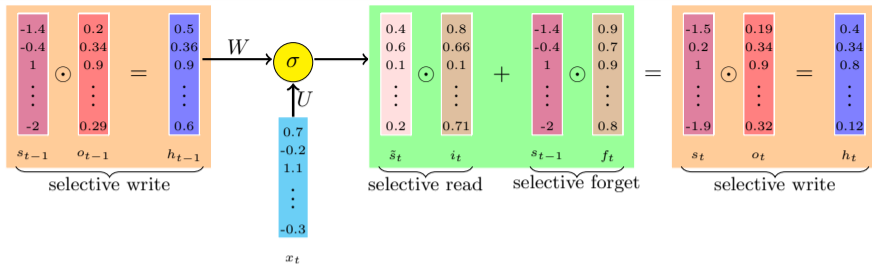 -1.4 0.2 0.5 0.4 0.8 -1.4 0.9 -1.5 0.19 0.4
-0.4 0.34 0.36 W 0.6 0.66 -0.4 0.7 0.2 0.34 0.34
1 ⊙ 0.9 = 0.9 σ 0.1 ⊙ 0.1 + 1 ⊙ 0.9 = 1 ⊙ 0.9 = 0.8
⋮ ⋮ ⋮ U ⋮ ⋮ ⋮ ⋮ ⋮ ⋮ ⋮
-2 0.29 0.6 0.2 0.71 -2 0.8 -1.9 0.32 0.12
0.7
-0.2
1.1
⋮
-0.3
s_{t−1} o_{t−1} h_{t−1} s̃_t i_t s_{t−1} f_t s_t o_t h_t
selective write selective read selective forget selective write
x_t